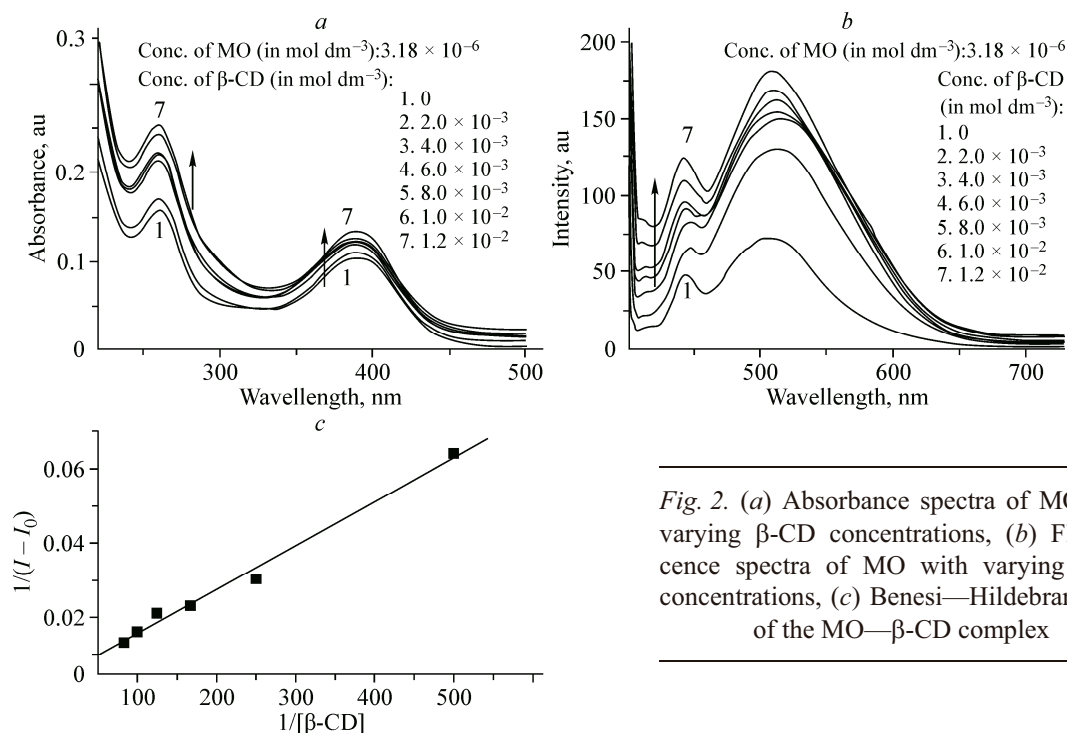 a
0.3
0.2
0.1
0
Absorbance, au
Conc. of MO (in mol dm⁻³):3.18 × 10⁻⁶
Conc. of β-CD (in mol dm⁻³):
1. 0
2. 2.0 × 10⁻³
3. 4.0 × 10⁻³
4. 6.0 × 10⁻³
5. 8.0 × 10⁻³
6. 1.0 × 10⁻²
7. 1.2 × 10⁻²
7
1
7
1
300 400 500
Wavelength, nm
b
200
150
100
50
0
Intensity, au
Conc. of MO (in mol dm⁻³):3.18 × 10⁻⁶
Conc. of β-CD
(in mol dm⁻³):
1. 0
2. 2.0 × 10⁻³
3. 4.0 × 10⁻³
4. 6.0 × 10⁻³
5. 8.0 × 10⁻³
6. 1.0 × 10⁻²
7. 1.2 × 10⁻²
7
1
500 600 700
Wavelength, nm
c
0.06
0.04
0.02
0
1/(I – I₀)
100 200 300 400 500
1/[β-CD]
Fig. 2. (a) Absorbance spectra of MO
varying β-CD concentrations, (b) Fl
cence spectra of MO with varying
concentrations, (c) Benesi—Hildebran
of the MO—β-CD complex